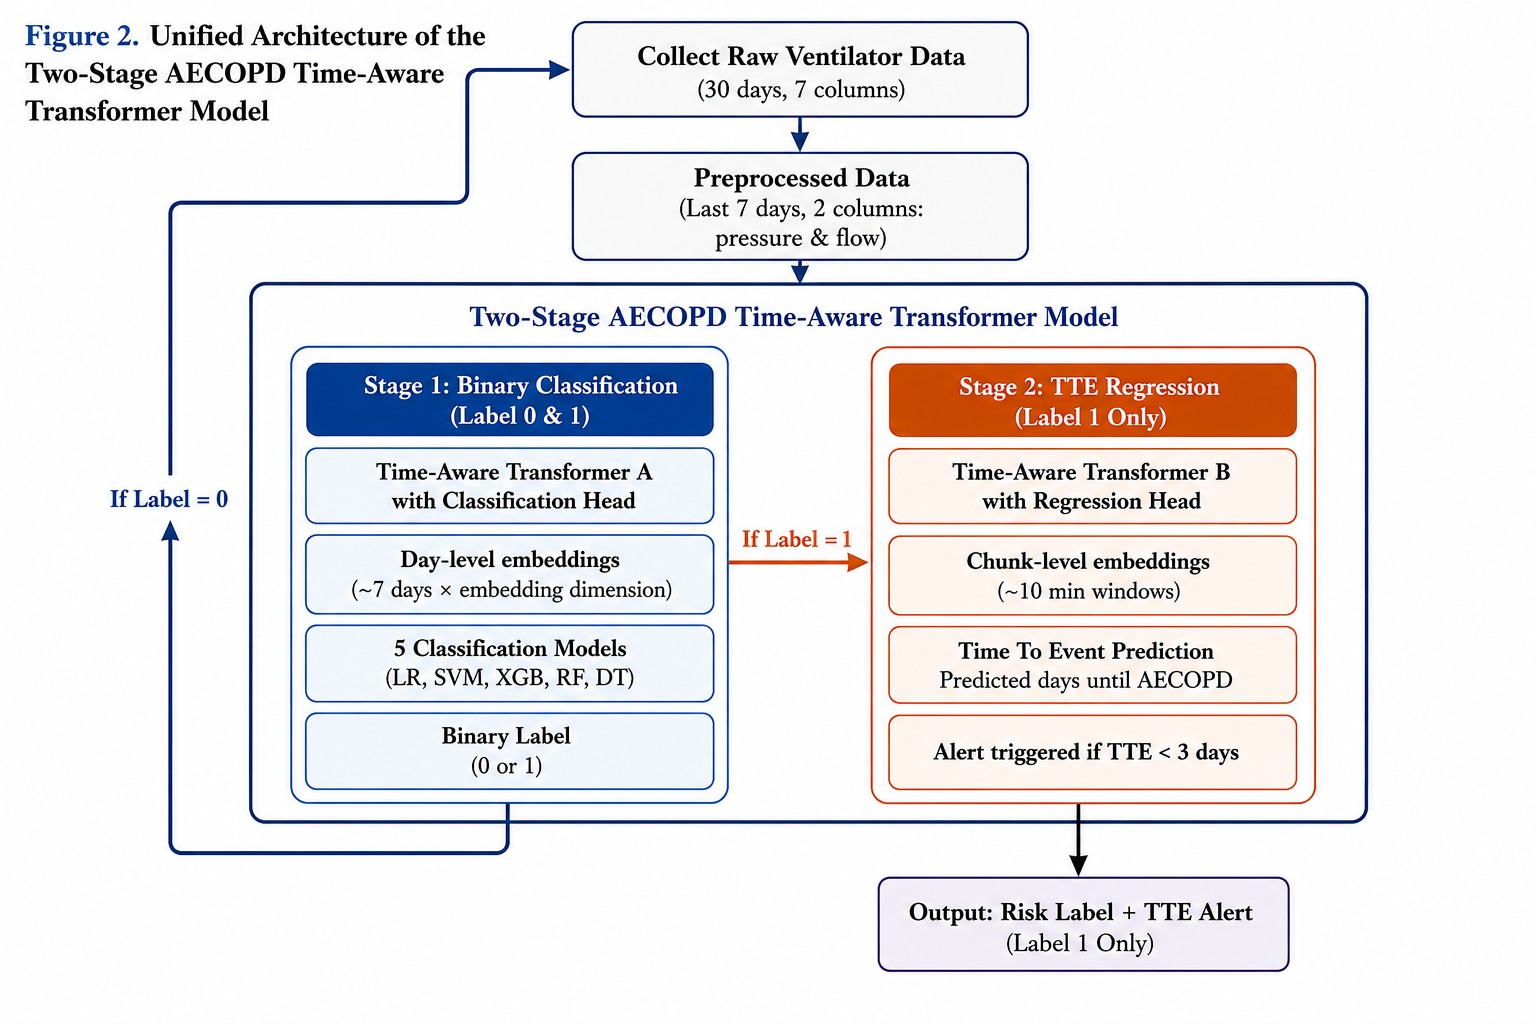 Figure 2. Unified Architecture of the
Two-Stage AECOPD Time-Aware
Transformer Model
Collect Raw Ventilator Data
(30 days, 7 columns)
Preprocessed Data
(Last 7 days, 2 columns:
pressure & flow)
Two-Stage AECOPD Time-Aware Transformer Model
Stage 1: Binary Classification
(Label 0 & 1)
Time-Aware Transformer A
with Classification Head
Day-level embeddings
(~7 days × embedding dimension)
5 Classification Models
(LR, SVM, XGB, RF, DT)
Binary Label
(0 or 1)
If Label = 0
If Label = 1
Stage 2: TTE Regression
(Label 1 Only)
Time-Aware Transformer B
with Regression Head
Chunk-level embeddings
(~10 min windows)
Time To Event Prediction
Predicted days until AECOPD
Alert triggered if TTE < 3 days
Output: Risk Label + TTE Alert
(Label 1 Only)